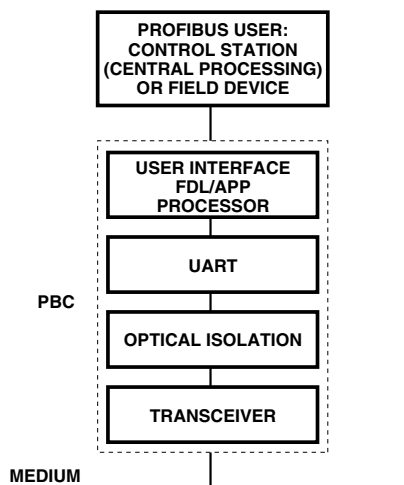 PROFIBUS USER:
CONTROL STATION
(CENTRAL PROCESSING)
OR FIELD DEVICE
USER INTERFACE
FDL/APP
PROCESSOR
UART
PBC
OPTICAL ISOLATION
TRANSCEIVER
MEDIUM